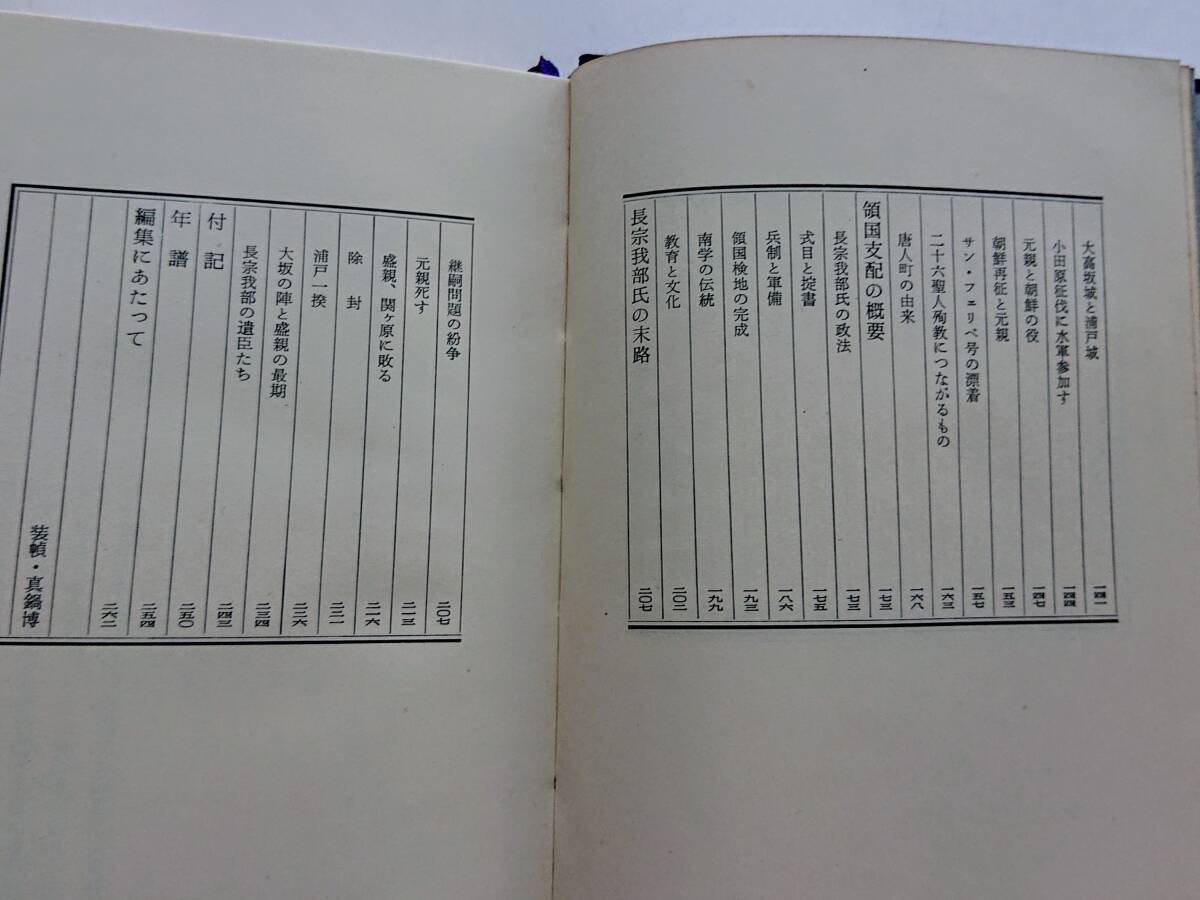 大高坂城と浦戸城 一四一
小田原征伐に水軍参加す 一四四
元親と朝鮮の役 一四七
朝鮮再征と元親 一五三
サン・フェリペ号の漂着 一五七
二十六聖人殉教につながるもの 一六三
唐人町の由来 一六八
領国支配の概要 一七三
長宗我部氏の政法 一七三
式目と掟書 一七五
兵制と軍備 一八六
領国検地の完成 一九三
南学の伝統 一九九
教育と文化 二〇二
長宗我部氏の末路 二〇七
継嗣問題の紛争 二〇七
元親死す 二一三
盛親、関ヶ原に敗る 二一六
除封 二二一
浦戸一揆 二二六
大坂の陣と盛親の最期 二三四
長宗我部の遺臣たち 二四三
付記 二五〇
年譜 二五四
編集にあたって 二六二
装幀・真鍋博